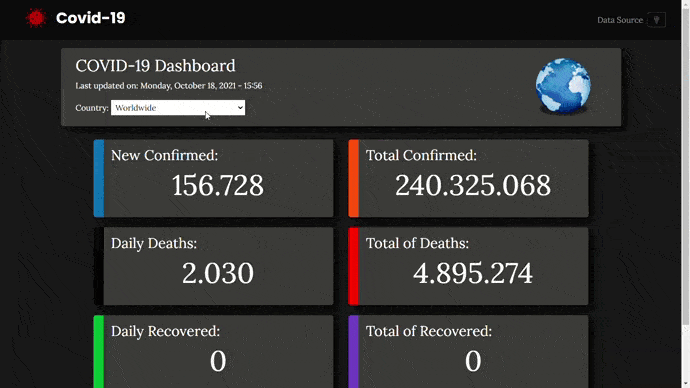 Covid-19
Data Source
COVID-19 Dashboard
Last updated on: Monday, October 18, 2021 - 15:56
Country: Worldwide
New Confirmed:
156.728
Total Confirmed:
240.325.068
Daily Deaths:
2.030
Total of Deaths:
4.895.274
Daily Recovered:
0
Total of Recovered:
0